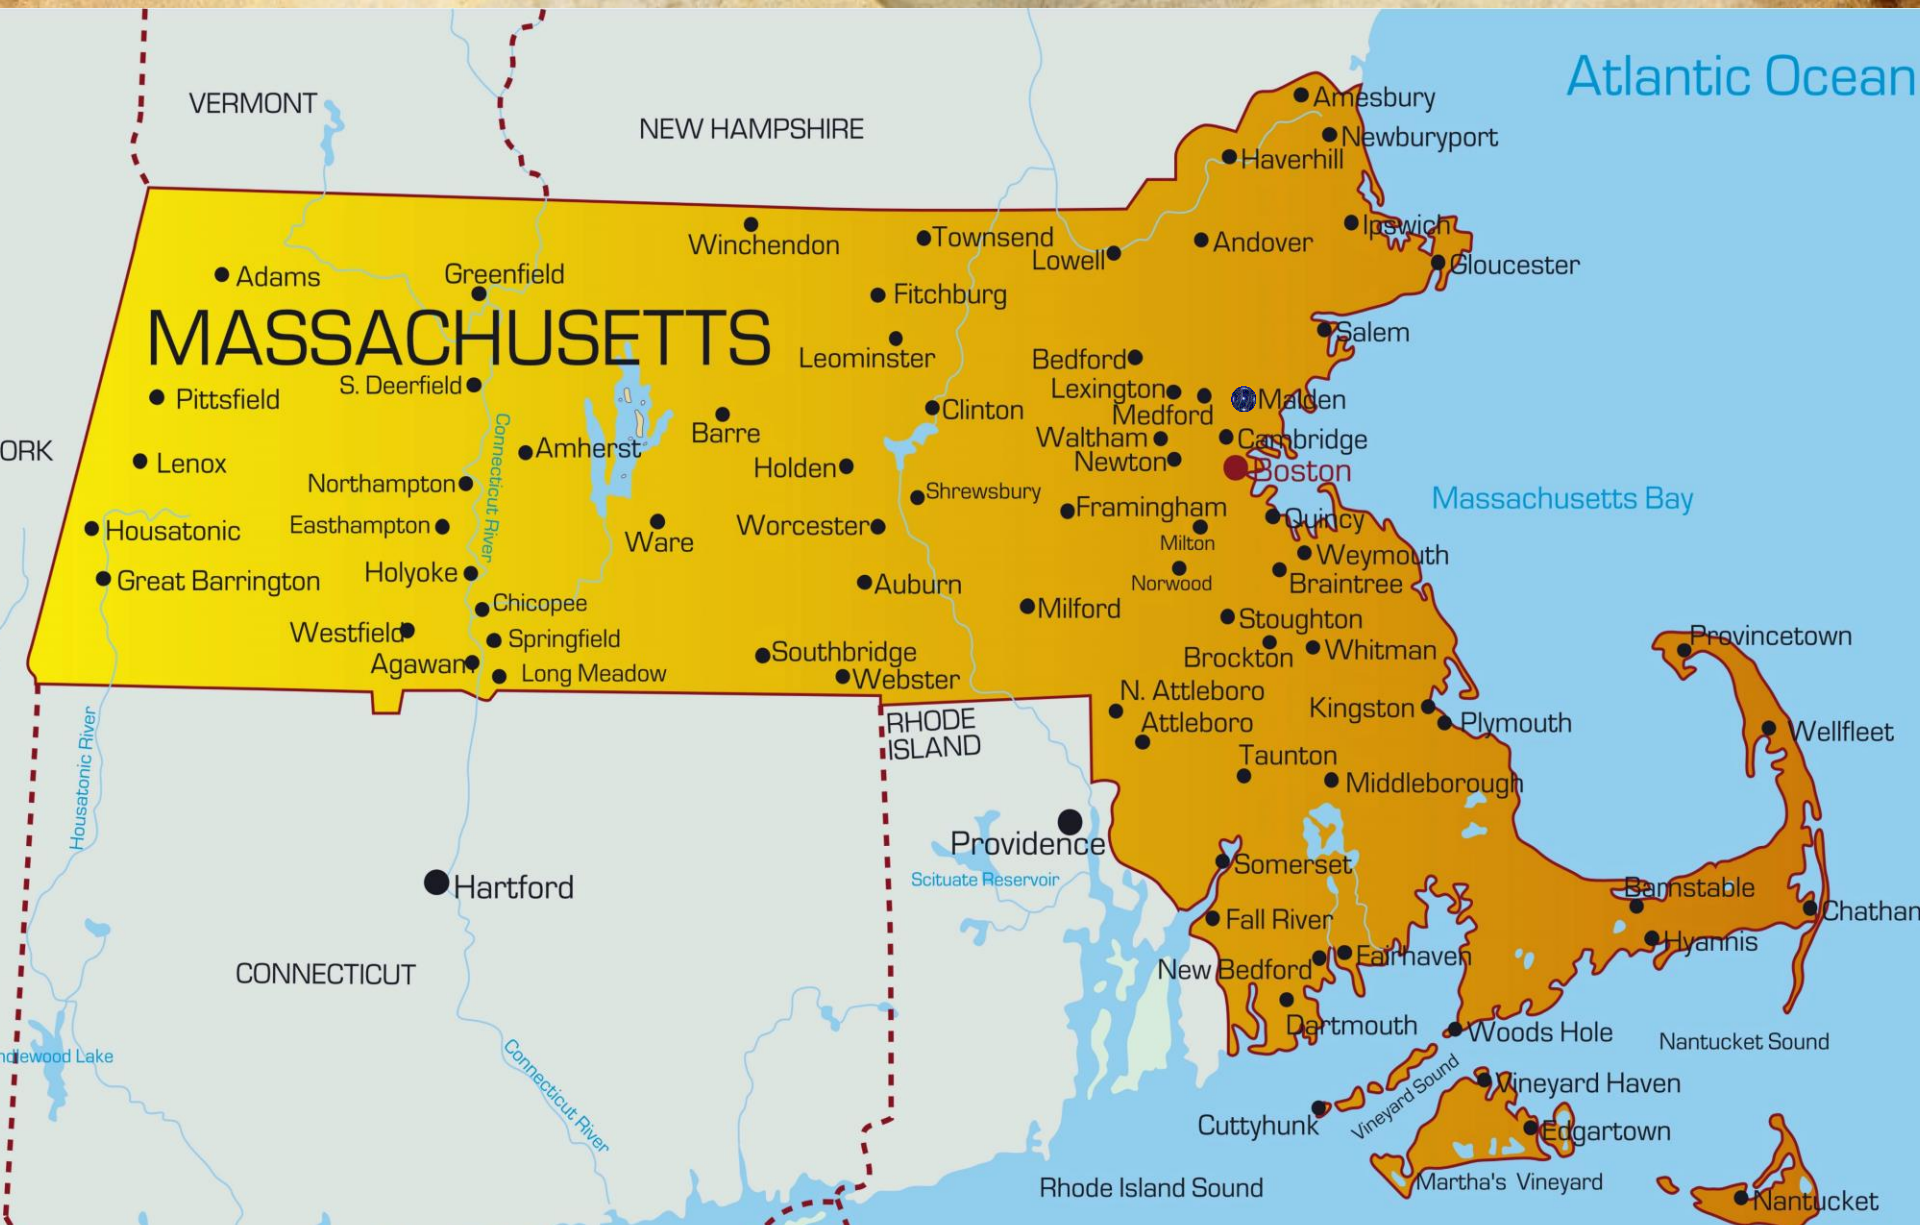 Atlantic Ocean
VERMONT
NEW HAMPSHIRE
Amesbury
Newburyport
Haverhill
Ipswich
Winchendon
Townsend
Lowell
Andover
Gloucester
Adams
Greenfield
Fitchburg
MASSACHUSETTS
Salem
Leominster
Bedford
S. Deerfield
Lexington
Pittsfield
Malden
Clinton
Medford
Barre
Waltham
Cambridge
ORK
Amherst
Connecticut River
Lenox
Holden
Newton
Boston
Northampton
Shrewsbury
Massachusetts Bay
Framingham
Housatonic
Easthampton
Worcester
Quincy
Ware
Milton
Weymouth
Great Barrington
Holyoke
Auburn
Norwood
Braintree
Chicopee
Milford
Stoughton
Westfield
Springfield
Provincetown
Agawam
Southbridge
Brockton
Whitman
Long Meadow
Webster
N. Attleboro
Kingston
Plymouth
RHODE
ISLAND
Attleboro
Wellfleet
Housatonic River
Taunton
Middleborough
Providence
Somerset
Scituate Reservoir
Hartford
Barnstable
Chathan
Fall River
Hyannis
CONNECTICUT
New Bedford
Fairhaven
Dartmouth
Woods Hole
Nantucket Sound
ndlewood Lake
Connecticut River
Vineyard Sound
Vineyard Haven
Cuttyhunk
Edgartown
Rhode Island Sound
Martha's Vineyard
Nantucket